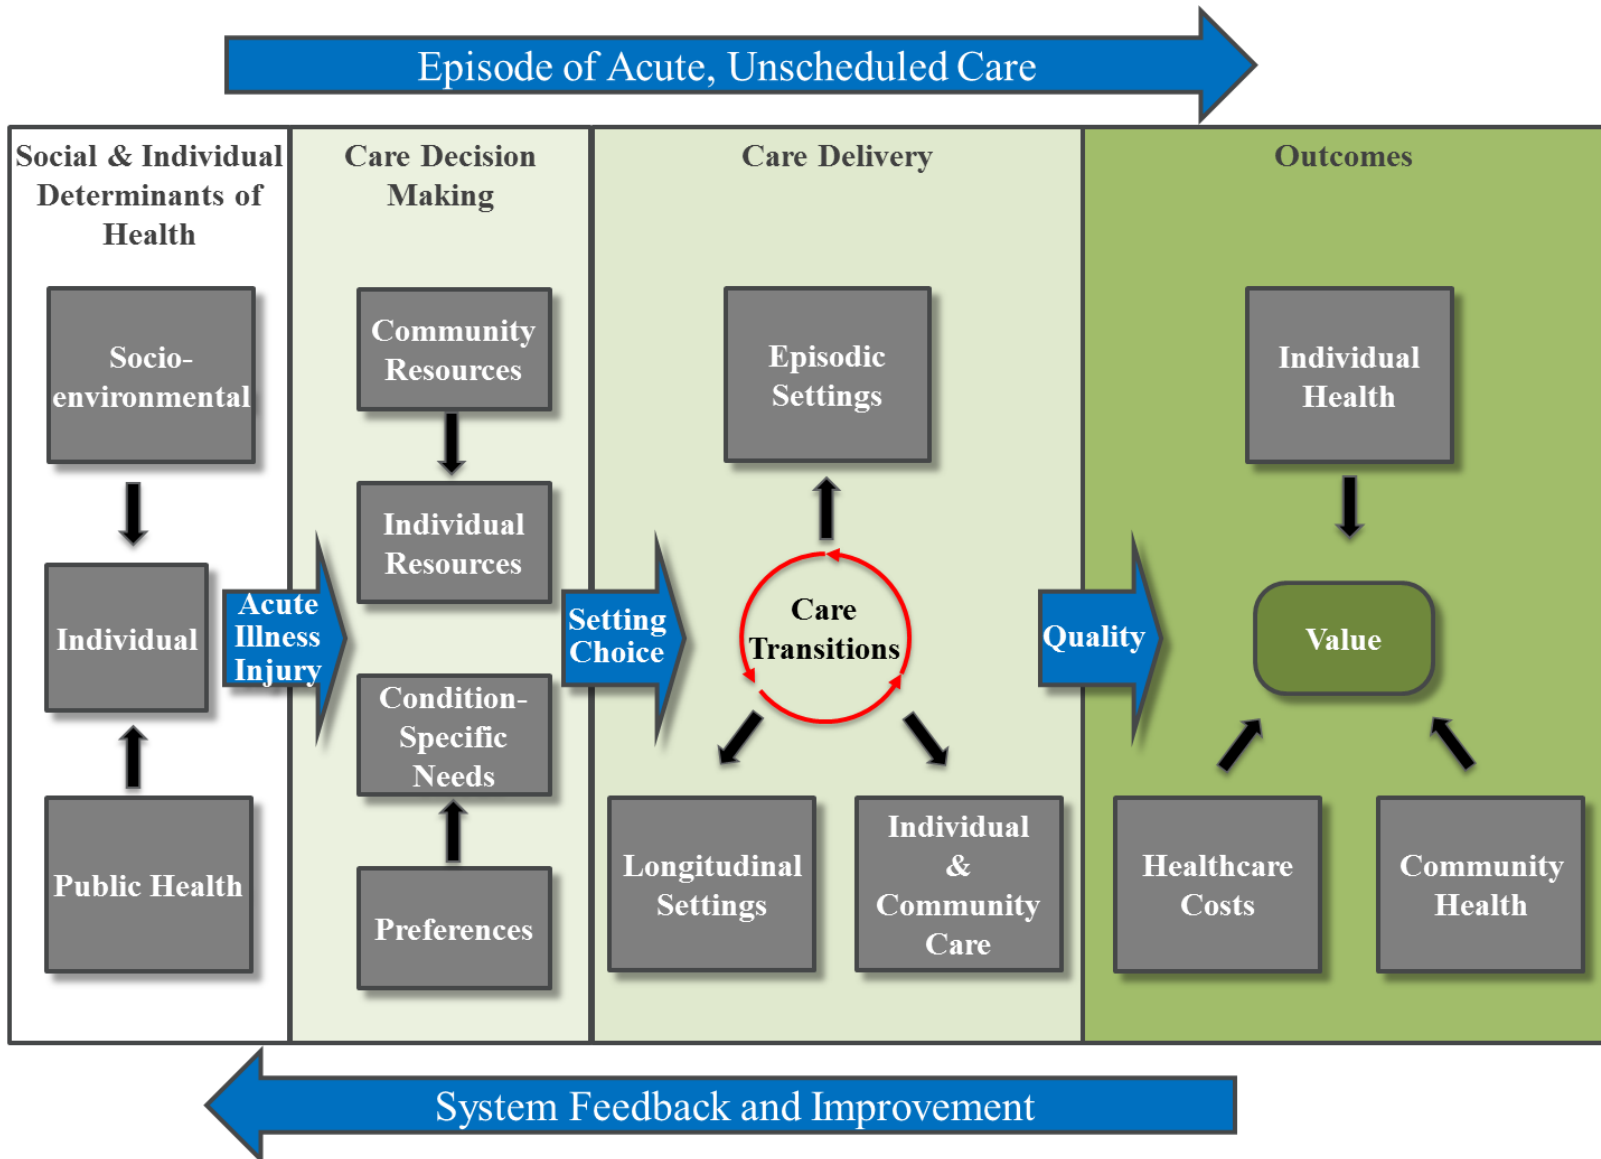 Episode of Acute, Unscheduled Care
Social & Individual
Determinants of
Health
Care Decision
Making
Care Delivery
Outcomes
Socio-
environmental
Individual
Public Health
Acute
Illness
Injury
Community
Resources
Individual
Resources
Condition-
Specific
Needs
Preferences
Setting
Choice
Episodic
Settings
Care
Transitions
Longitudinal
Settings
Individual
&
Community
Care
Quality
Individual
Health
Value
Healthcare
Costs
Community
Health
System Feedback and Improvement